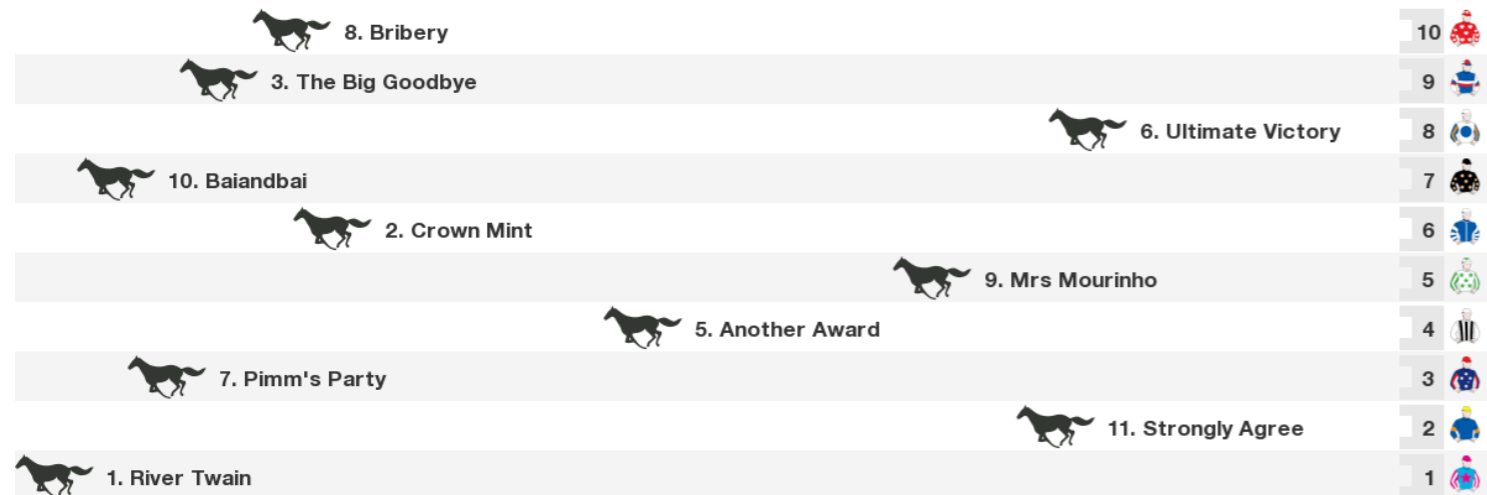 8. Bribery 10
3. The Big Goodbye 9
6. Ultimate Victory 8
10. Baiandbai 7
2. Crown Mint 6
9. Mrs Mourinho 5
5. Another Award 4
7. Pimm's Party 3
11. Strongly Agree 2
1. River Twain 1